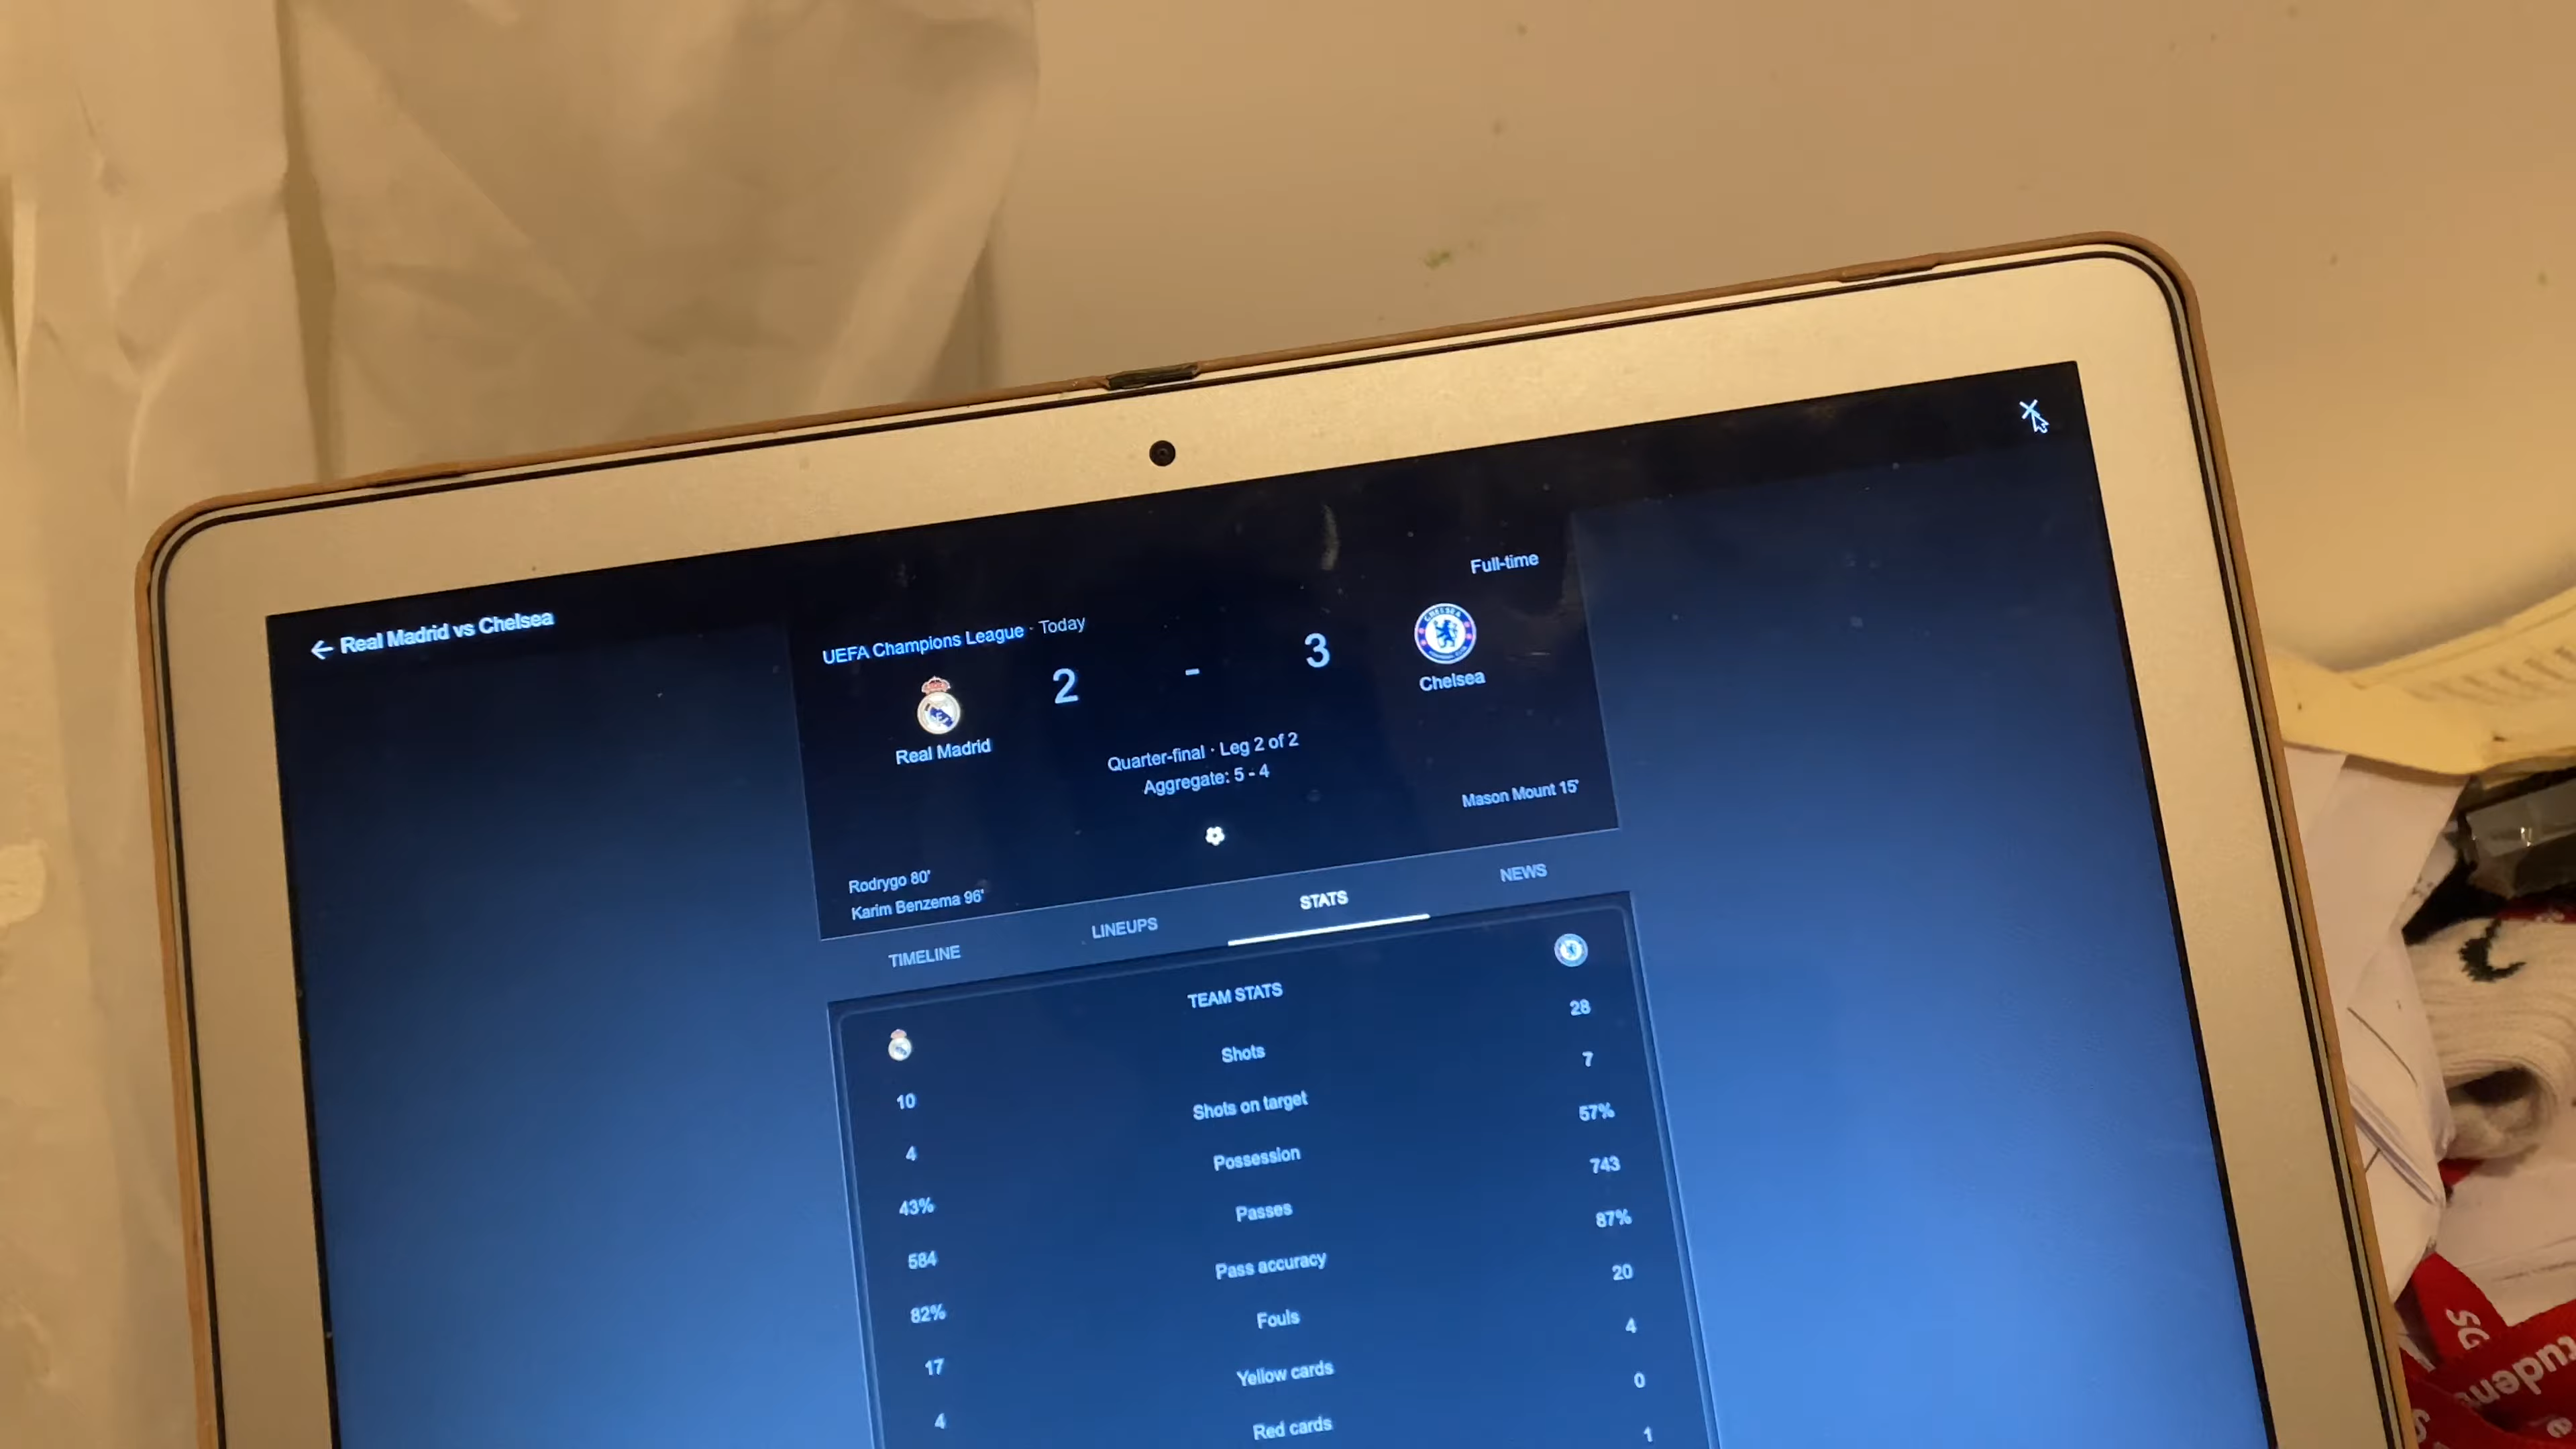 ← Real Madrid vs Chelsea
Full-time
UEFA Champions League · Today
2 - 3
Real Madrid
Chelsea
Quarter-final · Leg 2 of 2
Aggregate: 5 - 4
Mason Mount 15'
Rodrygo 80'
Karim Benzema 96'
TIMELINE LINEUPS STATS NEWS
TEAM STATS
10 Shots 28
4 Shots on target 7
43% Possession 57%
584 Passes 743
82% Pass accuracy 87%
17 Fouls 20
4 Yellow cards 4
Red cards 0
1
SG